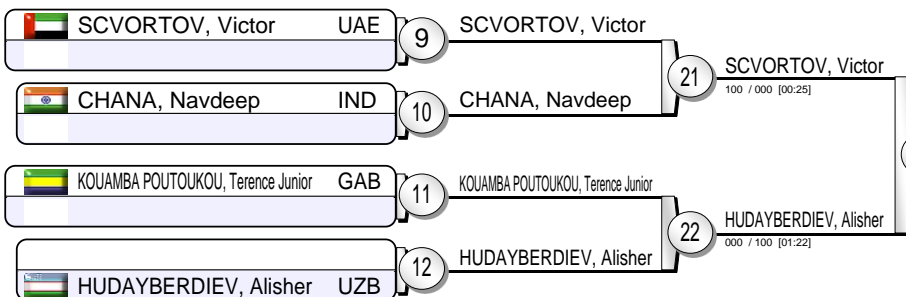 SCVORTOV, Victor UAE
9
SCVORTOV, Victor
21
SCVORTOV, Victor
100 / 000 [00:25]
CHANA, Navdeep IND
10
CHANA, Navdeep
KOUAMBA POUTOUKOU, Terence Junior GAB
11
KOUAMBA POUTOUKOU, Terence Junior
22
HUDAYBERDIEV, Alisher
000 / 100 [01:22]
HUDAYBERDIEV, Alisher UZB
12
HUDAYBERDIEV, Alisher